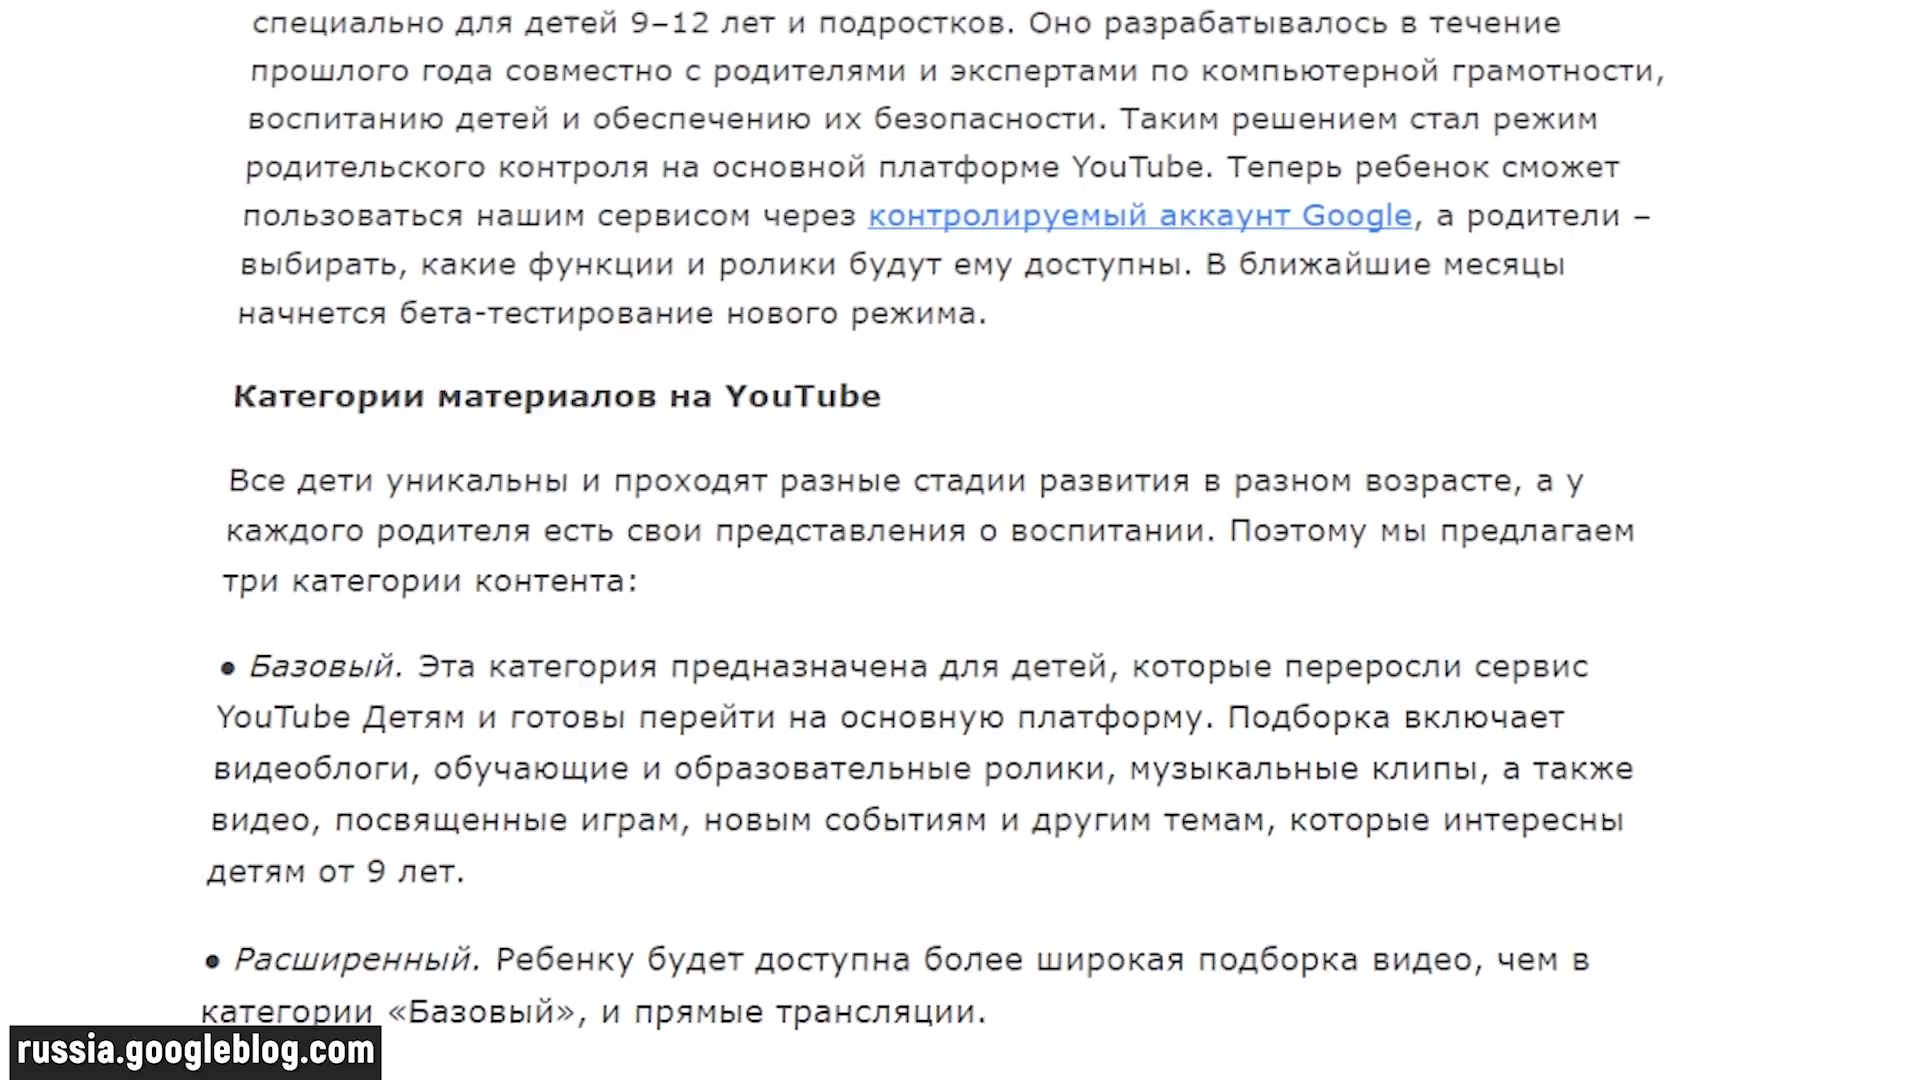 специально для детей 9–12 лет и подростков. Оно разрабатывалось в течение
прошлого года совместно с родителями и экспертами по компьютерной грамотности,
воспитанию детей и обеспечению их безопасности. Таким решением стал режим
родительского контроля на основной платформе YouTube. Теперь ребенок сможет
пользоваться нашим сервисом через контролируемый аккаунт Google, а родители –
выбирать, какие функции и ролики будут ему доступны. В ближайшие месяцы
начнется бета-тестирование нового режима.
Категории материалов на YouTube
Все дети уникальны и проходят разные стадии развития в разном возрасте, а у
каждого родителя есть свои представления о воспитании. Поэтому мы предлагаем
три категории контента:
● Базовый. Эта категория предназначена для детей, которые переросли сервис
YouTube Детям и готовы перейти на основную платформу. Подборка включает
видеоблоги, обучающие и образовательные ролики, музыкальные клипы, а также
видео, посвященные играм, новым событиям и другим темам, которые интересны
детям от 9 лет.
● Расширенный. Ребенку будет доступна более широкая подборка видео, чем в
категории «Базовый», и прямые трансляции.
russia.googleblog.com